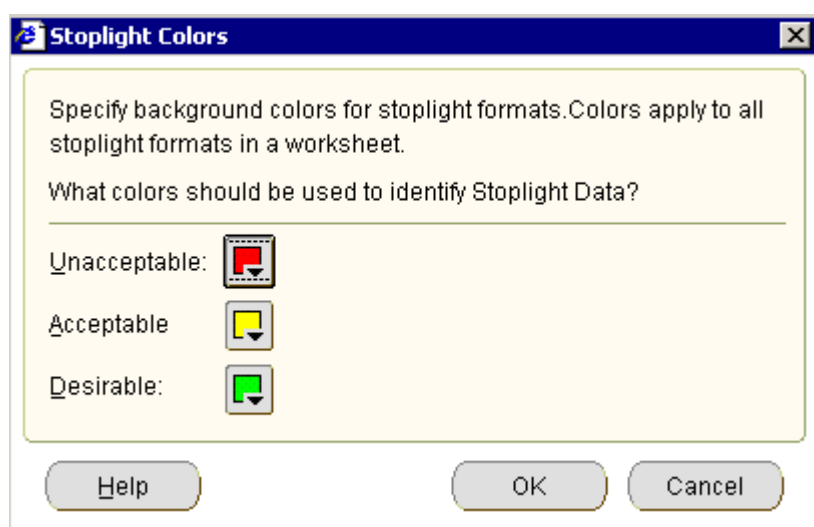 Stoplight Colors
Specify background colors for stoplight formats.Colors apply to all
stoplight formats in a worksheet.
What colors should be used to identify Stoplight Data?
Unacceptable:
Acceptable
Desirable:
Help OK Cancel